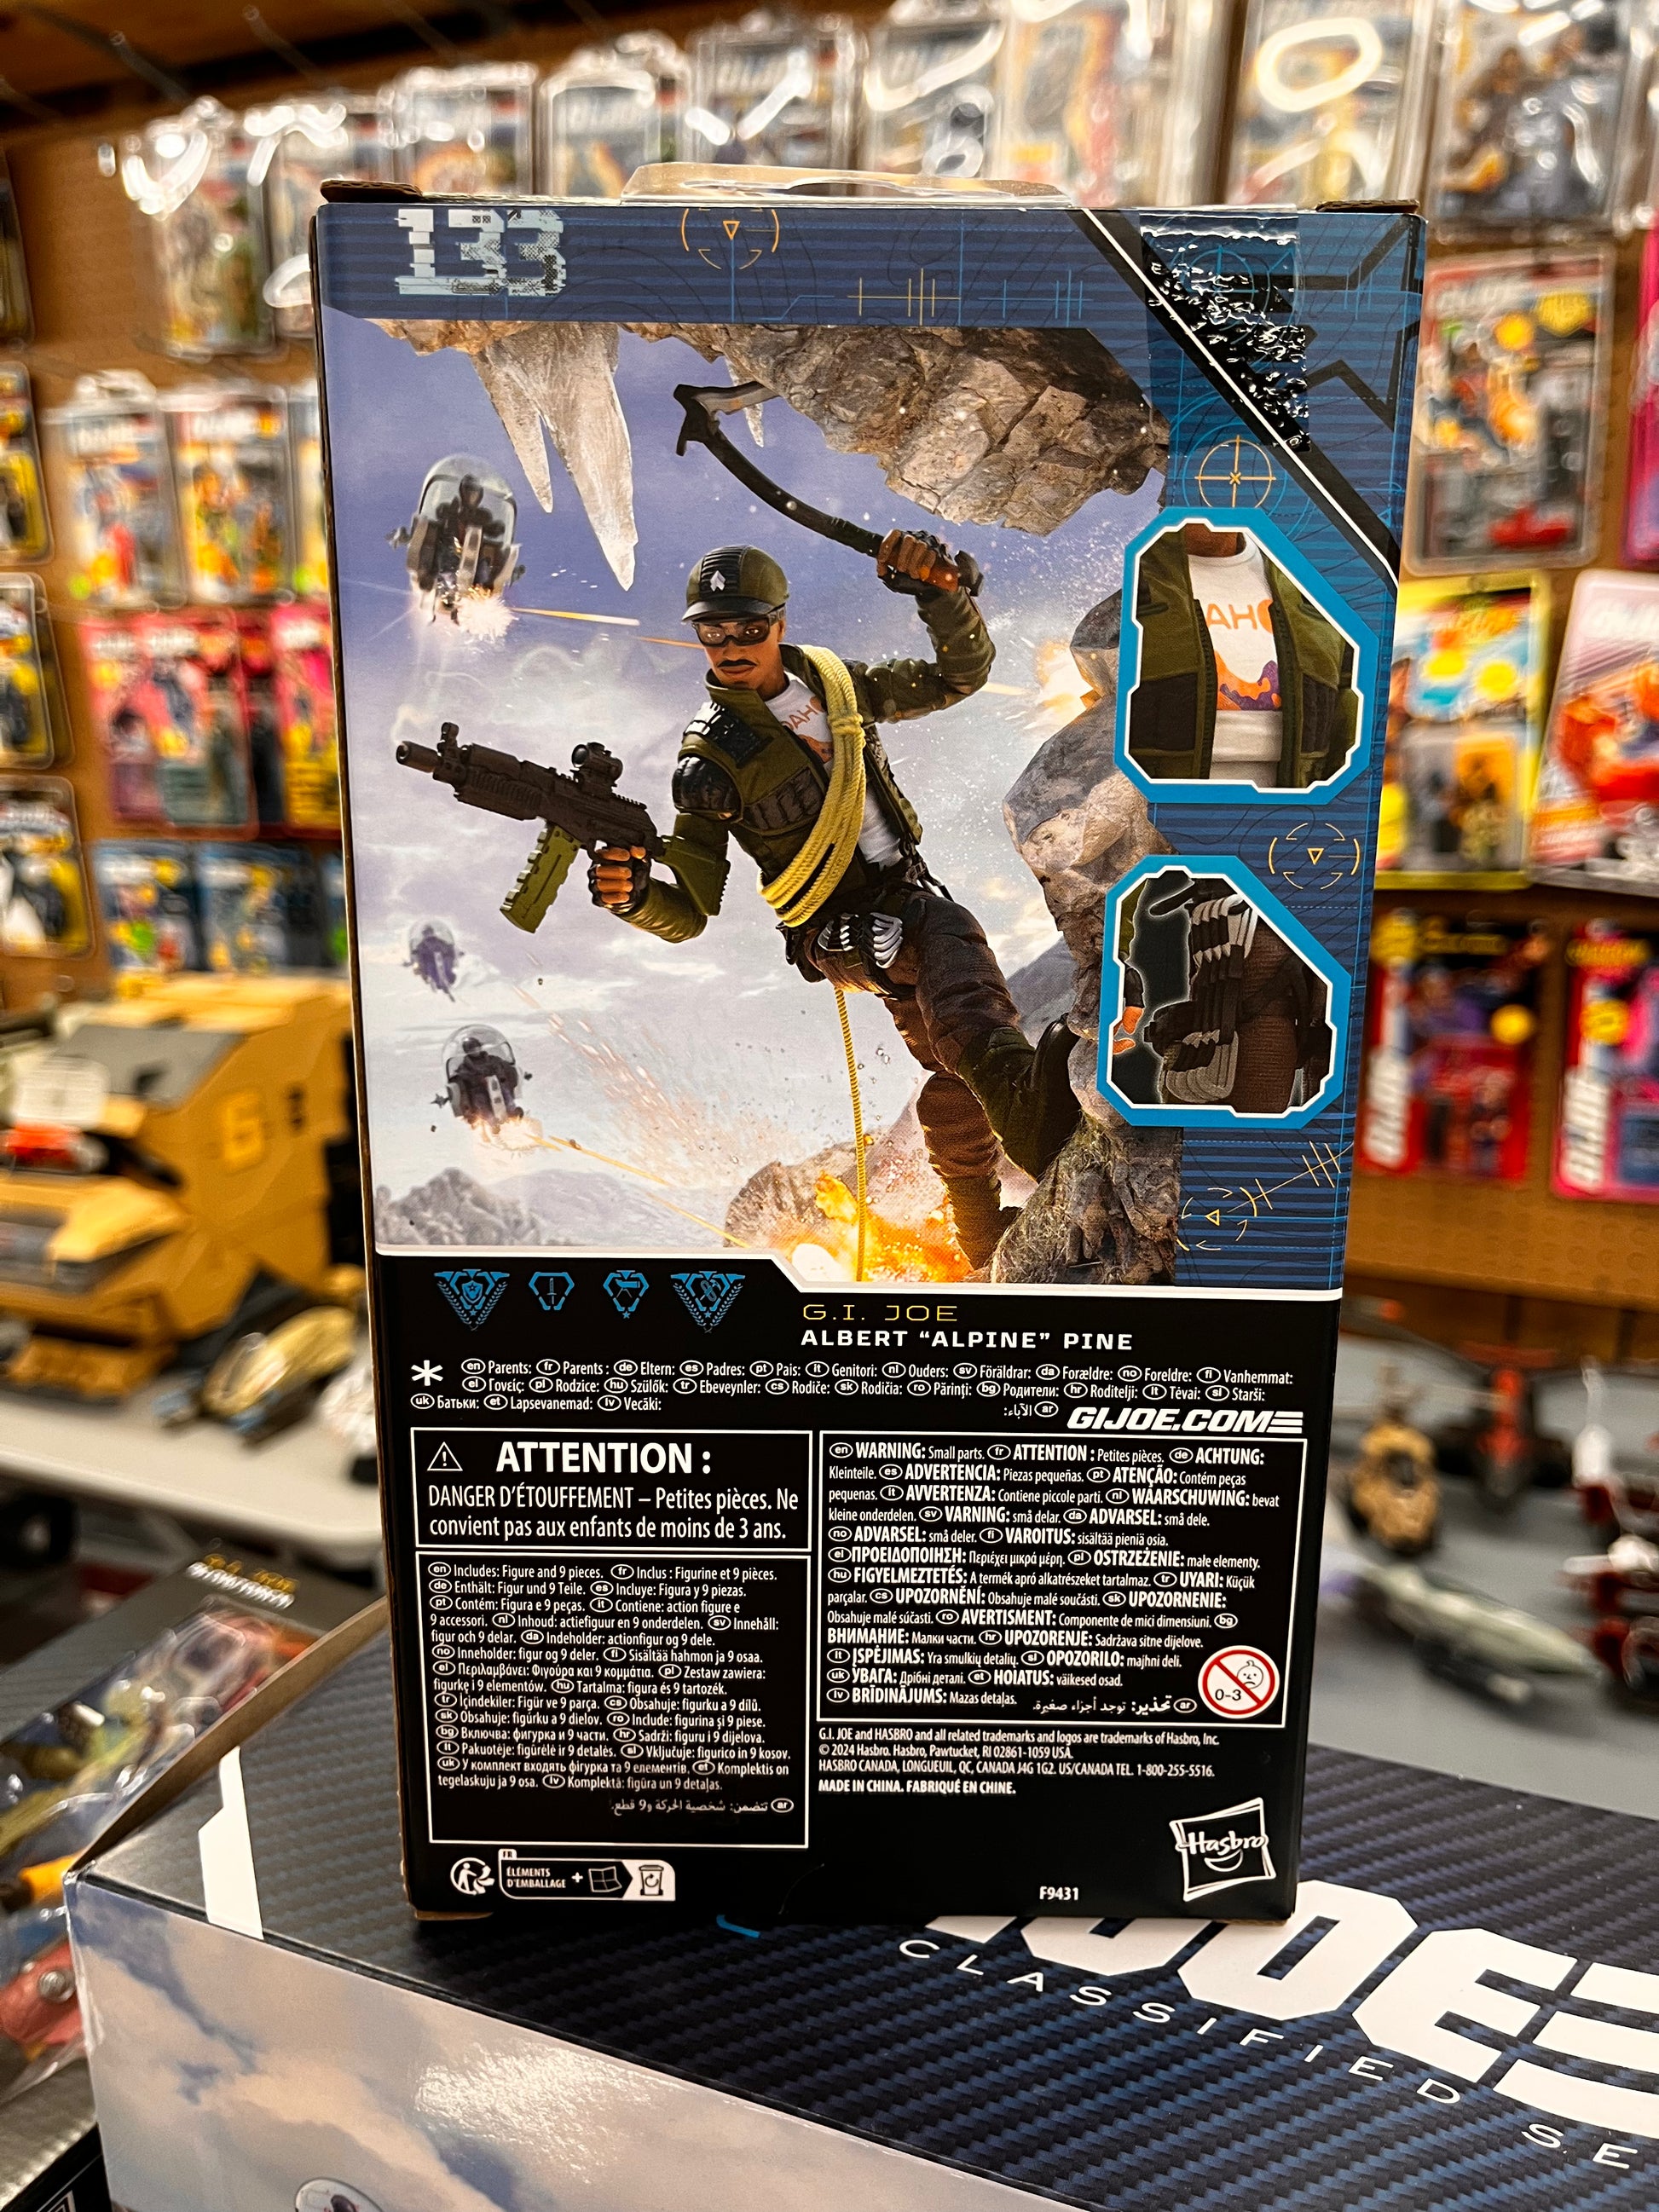 133
G.I. JOE
ALBERT “ALPINE” PINE
* en Parents: fr Parents : de Eltern: es Padres: pt Pais: it Genitori: nl Ouders: sv Föräldrar: da Forældre: no Foreldre: fi Vanhemmat:
el Γονείς: pl Rodzice: hu Szülők: tr Ebeveynler: cs Rodiče: sk Rodičia: ro Părinți: bg Родители: hr Roditelji: lt Tėvai: sl Starši:
uk Батьки: et Lapsevanemad: lv Vecāki:
ar الآباء:
GIJOE.COM
ATTENTION :
DANGER D’ÉTOUFFEMENT – Petites pièces. Ne
convient pas aux enfants de moins de 3 ans.
en Includes: Figure and 9 pieces. fr Inclus : Figurine et 9 pièces.
de Enthält: Figur und 9 Teile. es Incluye: Figura y 9 piezas.
pt Contém: Figura e 9 peças. it Contiene: action figure e
9 accessori. nl Inhoud: actiefiguur en 9 onderdelen. sv Innehåll:
figur och 9 delar. da Indeholder: actionfigur og 9 dele.
no Inneholder: figur og 9 deler. fi Sisältää hahmon ja 9 osaa.
el Περιλαμβάνει: Φιγούρα και 9 κομμάτια. pl Zestaw zawiera:
figurkę i 9 elementów. hu Tartalma: figura és 9 tartozék.
tr İçindekiler: Figür ve 9 parça. cs Obsahuje: figurku a 9 dílů.
sk Obsahuje: figúrku a 9 dielov. ro Include: figurina și 9 piese.
bg Включва: фигурка и 9 части. hr Sadrži: figuru i 9 dijelova.
lt Pakuotėje: figūrėlė ir 9 detalės. sl Vključuje: figurico in 9 kosov.
uk У комплект входять фігурка та 9 елементів. et Komplektis on
tegelaskuju ja 9 osa. lv Komplektā: figūra un 9 detaļas.
ar تتضمن: شخصية الحركة و9 قطع.
en WARNING: Small parts. fr ATTENTION : Petites pièces. de ACHTUNG:
Kleinteile. es ADVERTENCIA: Piezas pequeñas. pt ATENÇÃO: Contém peças
pequenas. it AVVERTENZA: Contiene piccole parti. nl WAARSCHUWING: bevat
kleine onderdelen. sv VARNING: små delar. da ADVARSEL: små dele.
no ADVARSEL: små deler. fi VAROITUS: sisältää pieniä osia.
el ΠΡΟΕΙΔΟΠΟΙΗΣΗ: Περιέχει μικρά μέρη. pl OSTRZEŻENIE: małe elementy.
hu FIGYELMEZTETÉS: A termék apró alkatrészeket tartalmaz. tr UYARI: Küçük
parçalar. cs UPOZORNĚNÍ: Obsahuje malé součásti. sk UPOZORNENIE:
Obsahuje malé súčasti. ro AVERTISMENT: Componente de mici dimensiuni. bg
ВНИМАНИЕ: Малки части. hr UPOZORENJE: Sadržava sitne dijelove.
lt ĮSPĖJIMAS: Yra smulkių detalių. sl OPOZORILO: majhni deli.
uk УВАГА: Дрібні деталі. et HOIATUS: väikesed osad.
lv BRĪDINĀJUMS: Mazas detaļas. ar تحذير: توجد أجزاء صغيرة.
0-3
G.I. JOE and HASBRO and all related trademarks and logos are trademarks of Hasbro, Inc.
© 2024 Hasbro. Hasbro, Pawtucket, RI 02861-1059 USA.
HASBRO CANADA, LONGUEUIL, QC, CANADA J4G 1G2. US/CANADA TEL. 1-800-255-5516.
MADE IN CHINA. FABRIQUÉ EN CHINE.
Hasbro
FR
ÉLÉMENTS
D’EMBALLAGE +
F9431
CLASSIFIED SE